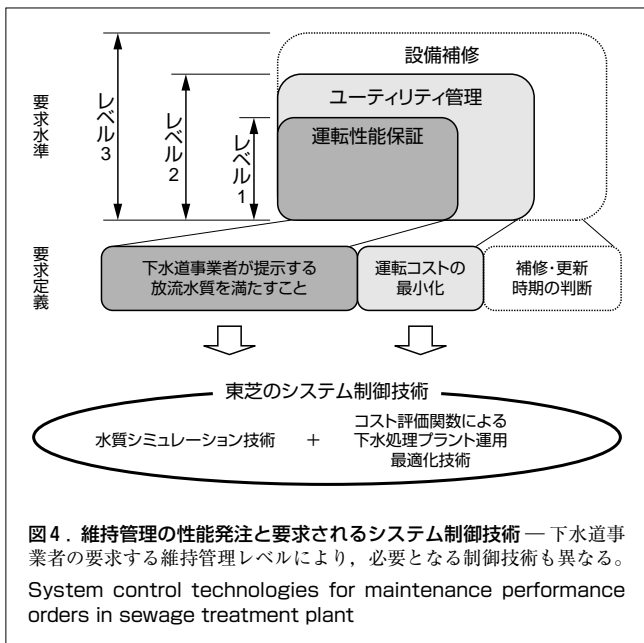 要求水準
レベル3
レベル2
レベル1
設備補修
ユーティリティ管理
運転性能保証
要求定義
下水道事業者が提示する
放流水質を満たすこと
運転コストの
最小化
補修・更新
時期の判断
東芝のシステム制御技術
水質シミュレーション技術
+
コスト評価関数による
下水処理プラント運用
最適化技術
図4．維持管理の性能発注と要求されるシステム制御技術 — 下水道事
業者の要求する維持管理レベルにより，必要となる制御技術も異なる。
System control technologies for maintenance performance
orders in sewage treatment plant